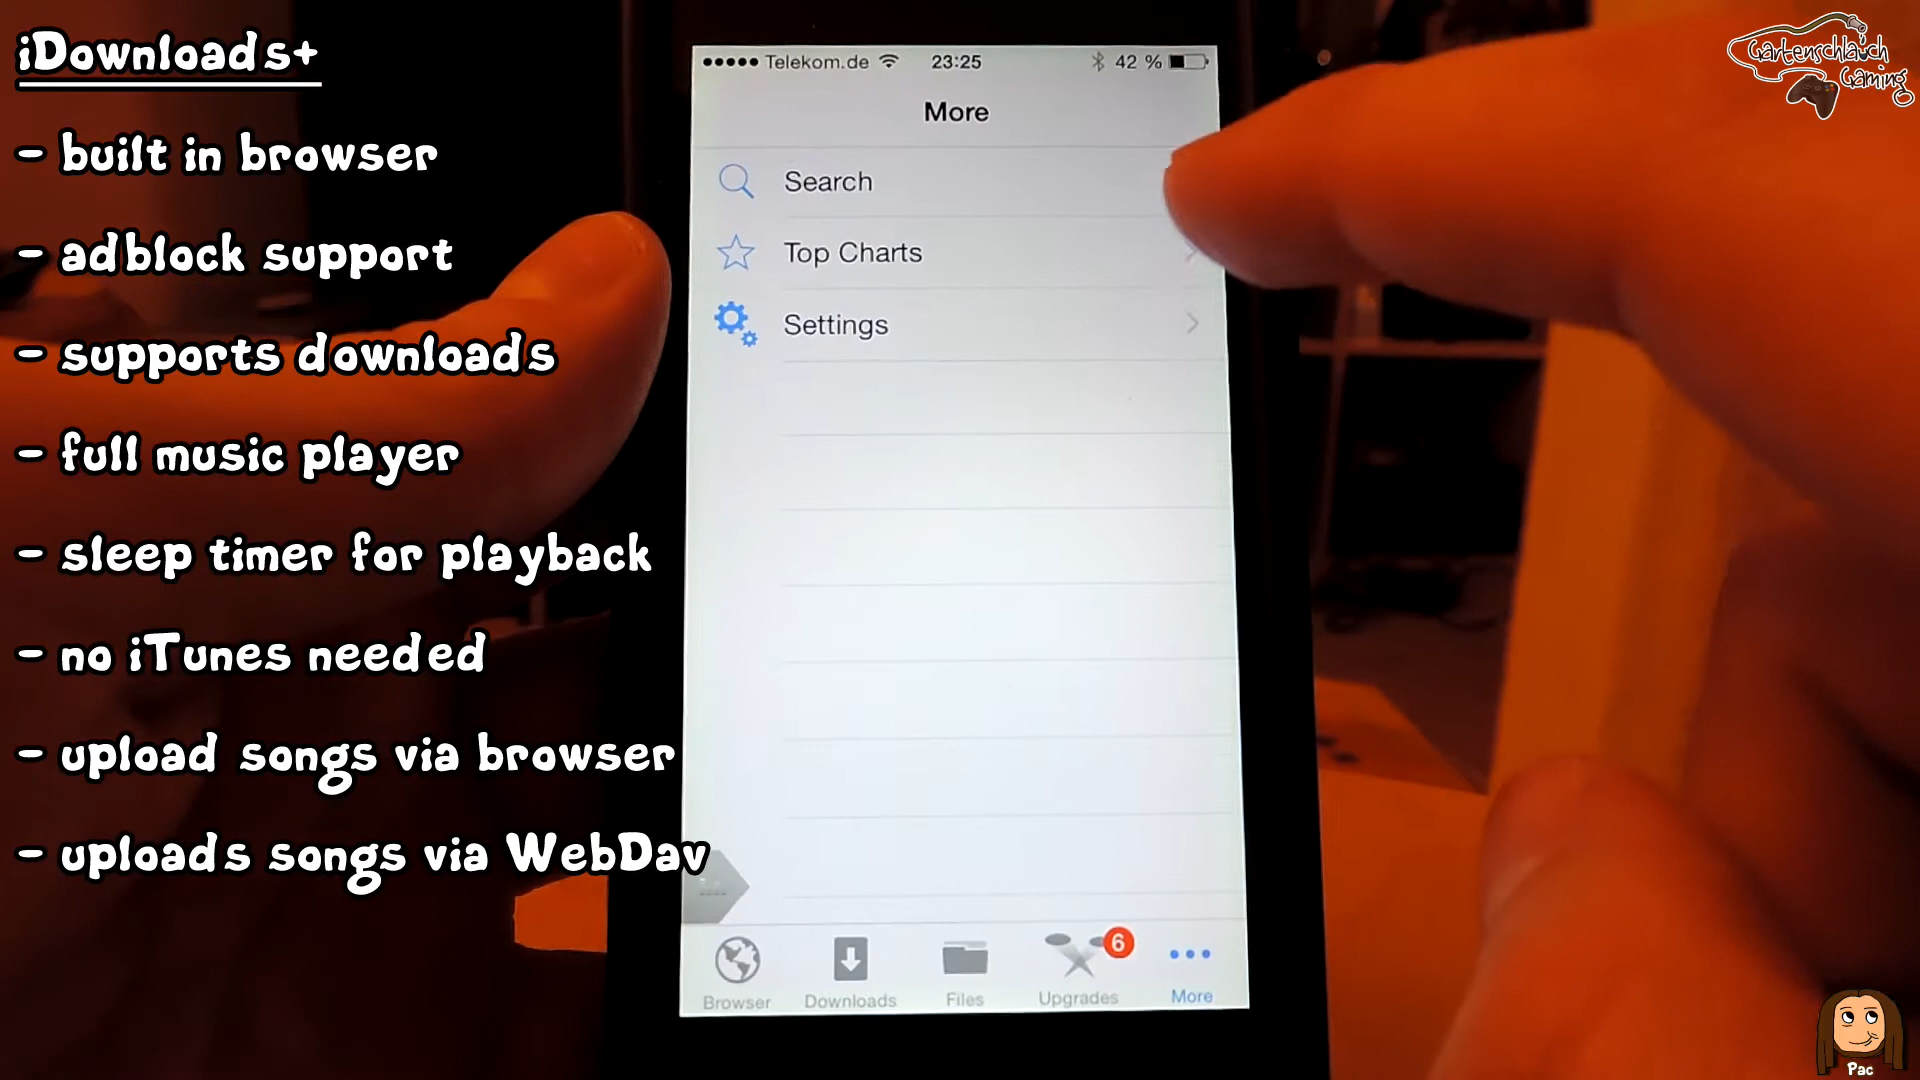 iDownloads+
- built in browser
- adblock support
- supports downloads
- full music player
- sleep timer for playback
- no iTunes needed
- upload songs via browser
- uploads songs via WebDav
Telekom.de 23:25 42 %
More
Search
Top Charts
Settings
6
Browser Downloads Files Upgrades More
Gartenschlauch
Gaming
Pac